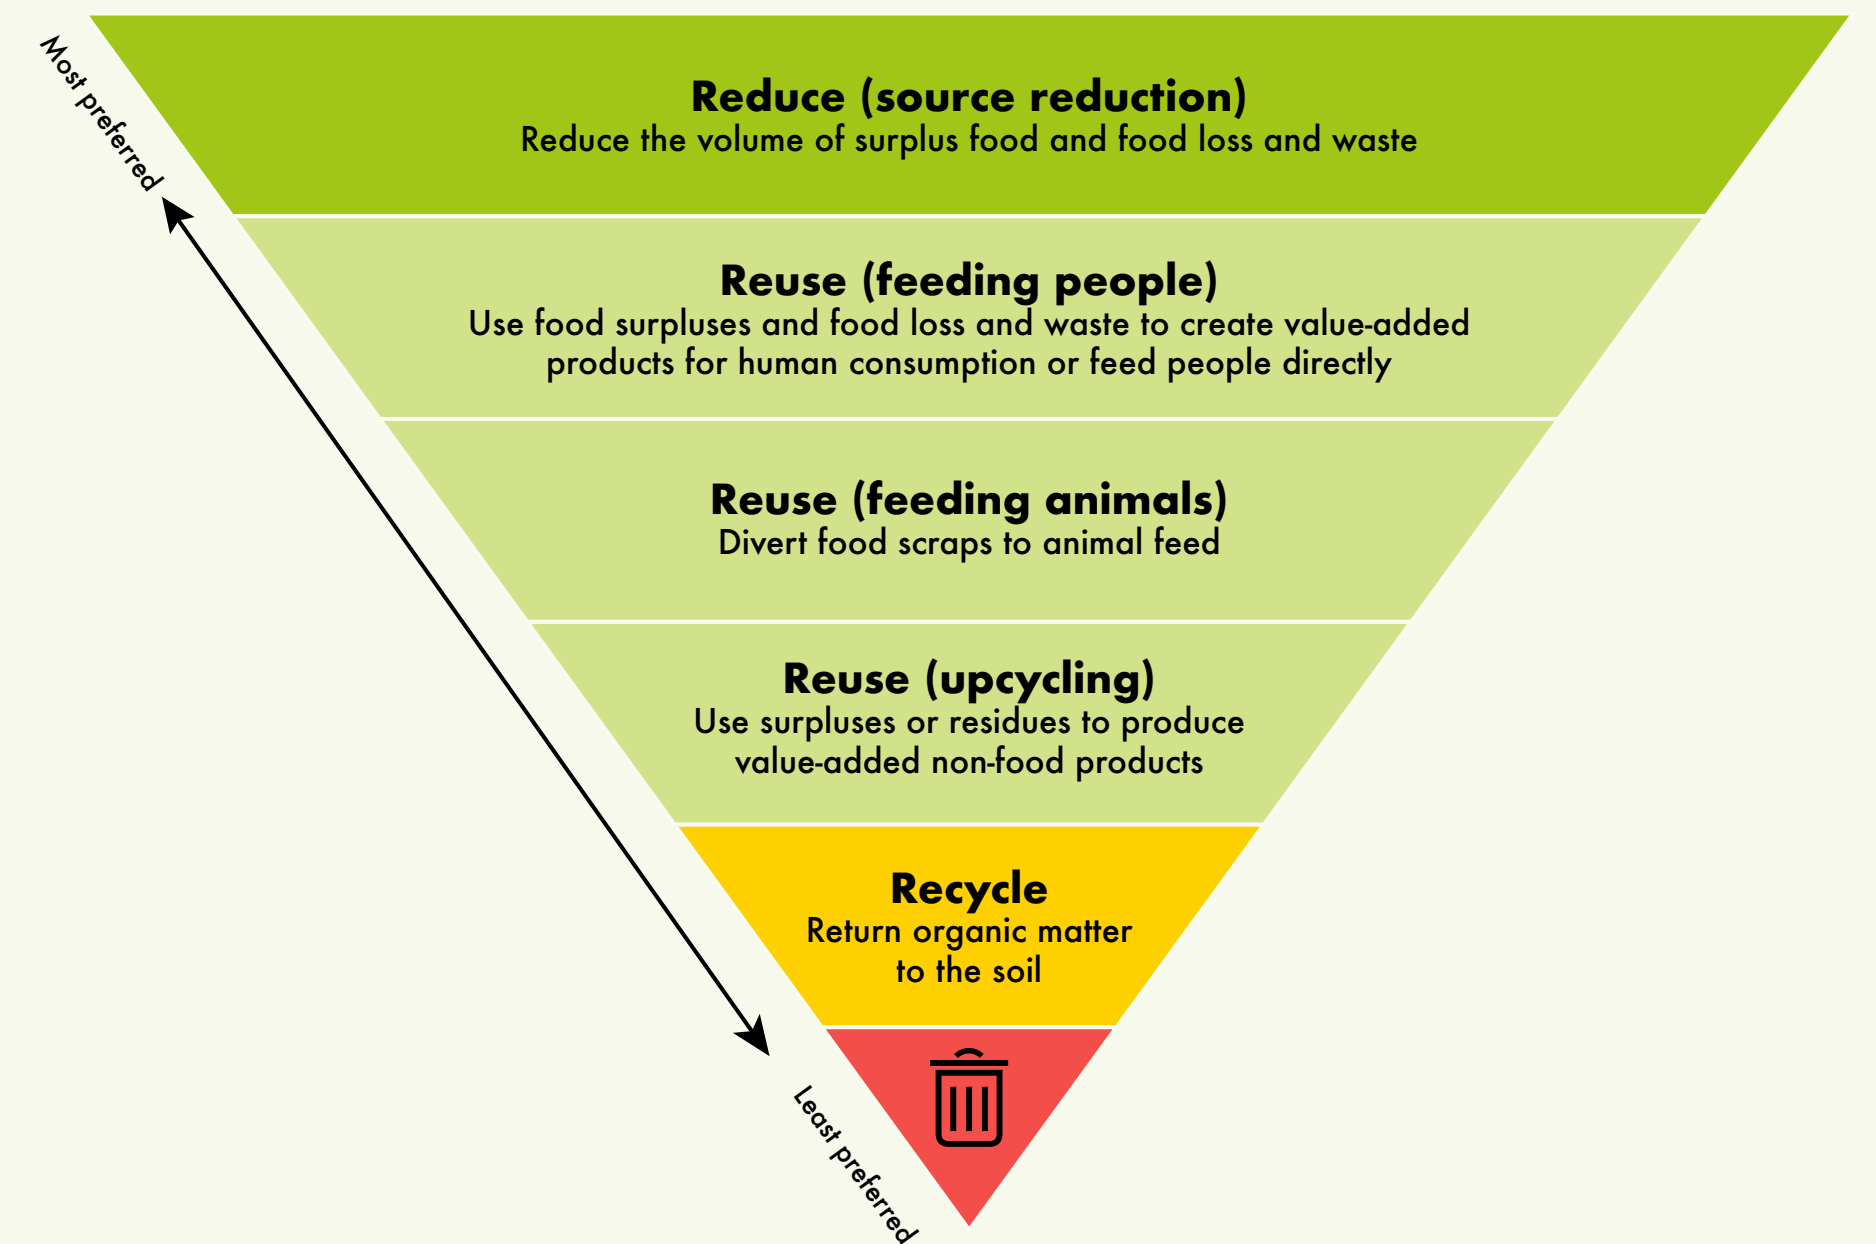 Most preferred
Reduce (source reduction)
Reduce the volume of surplus food and food loss and waste
Reuse (feeding people)
Use food surpluses and food loss and waste to create value-added
products for human consumption or feed people directly
Reuse (feeding animals)
Divert food scraps to animal feed
Reuse (upcycling)
Use surpluses or residues to produce
value-added non-food products
Recycle
Return organic matter
to the soil
Least preferred